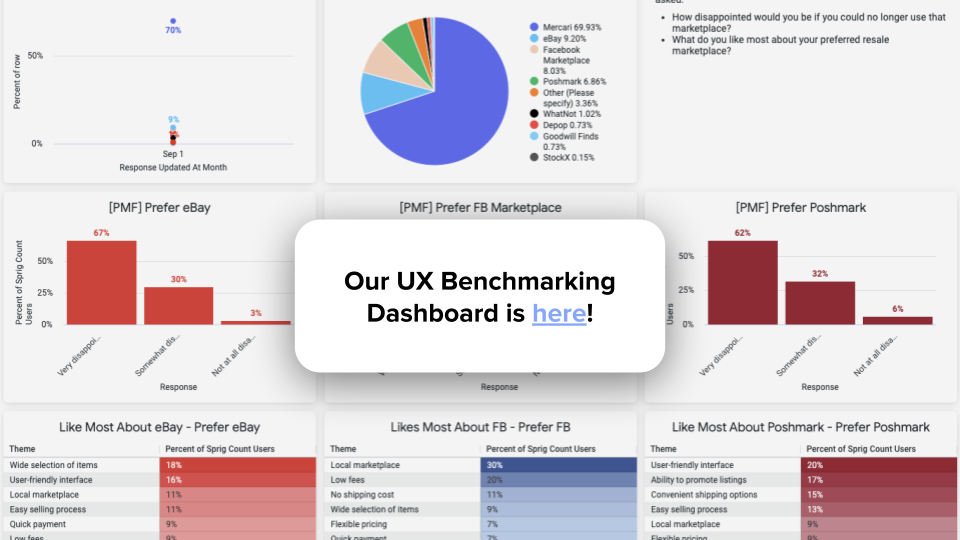 asked.
• How disappointed would you be if you could no longer use that
marketplace?
• What do you like most about your preferred resale
marketplace?
Percent of row
50%
0%
70%
9%
Sep 1
Response Updated At Month
Mercari 69.93%
eBay 9.20%
Facebook
Marketplace
8.03%
Poshmark 6.86%
Other (Please
specify) 3.36%
WhatNot 1.02%
Depop 0.73%
Goodwill Finds
0.73%
StockX 0.15%
[PMF] Prefer eBay
Percent of Sprig Count
Users
50%
25%
0%
67%
30%
3%
Very disappoi...
Somewhat dis...
Not at all disa...
Response
[PMF] Prefer FB Marketplace
Response
[PMF] Prefer Poshmark
Users
50%
25%
0%
62%
32%
6%
Very disappoi...
Somewhat dis...
Not at all disa...
Response
Our UX Benchmarking
Dashboard is here!
Like Most About eBay - Prefer eBay
Theme Percent of Sprig Count Users
Wide selection of items 18%
User-friendly interface 16%
Local marketplace 11%
Easy selling process 11%
Quick payment 9%
Low fees 9%
Likes Most About FB - Prefer FB
Theme Percent of Sprig Count Users
Local marketplace 30%
Low fees 20%
No shipping cost 11%
Wide selection of items 9%
Flexible pricing 7%
Quick payment 7%
Like Most About Poshmark - Prefer Poshmark
Theme Percent of Sprig Count Users
User-friendly interface 20%
Ability to promote listings 17%
Convenient shipping options 15%
Easy selling process 13%
Local marketplace 9%
Flexible pricing 9%